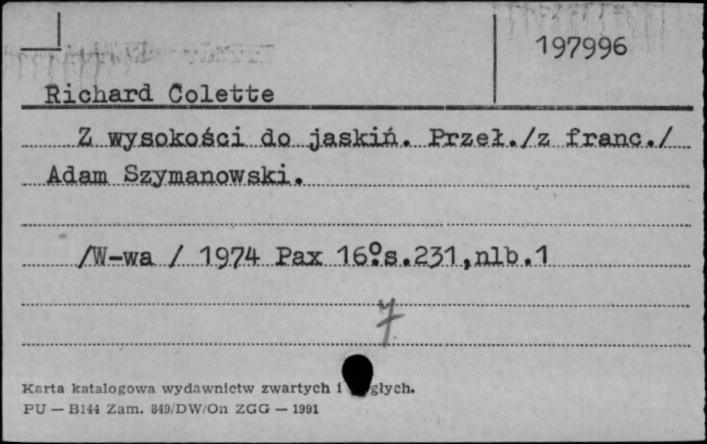 197996
Richard Colette
Z wysokości do jaskiń. Przeł./z franc./
Adam Szymanowski.
/W-wa / 1974 Pax 16°s.231,nlb.1
7
Karta katalogowa wydawnictw zwartych i głych.
PU — B144 Zam. 849/DW/On ZGG — 1991